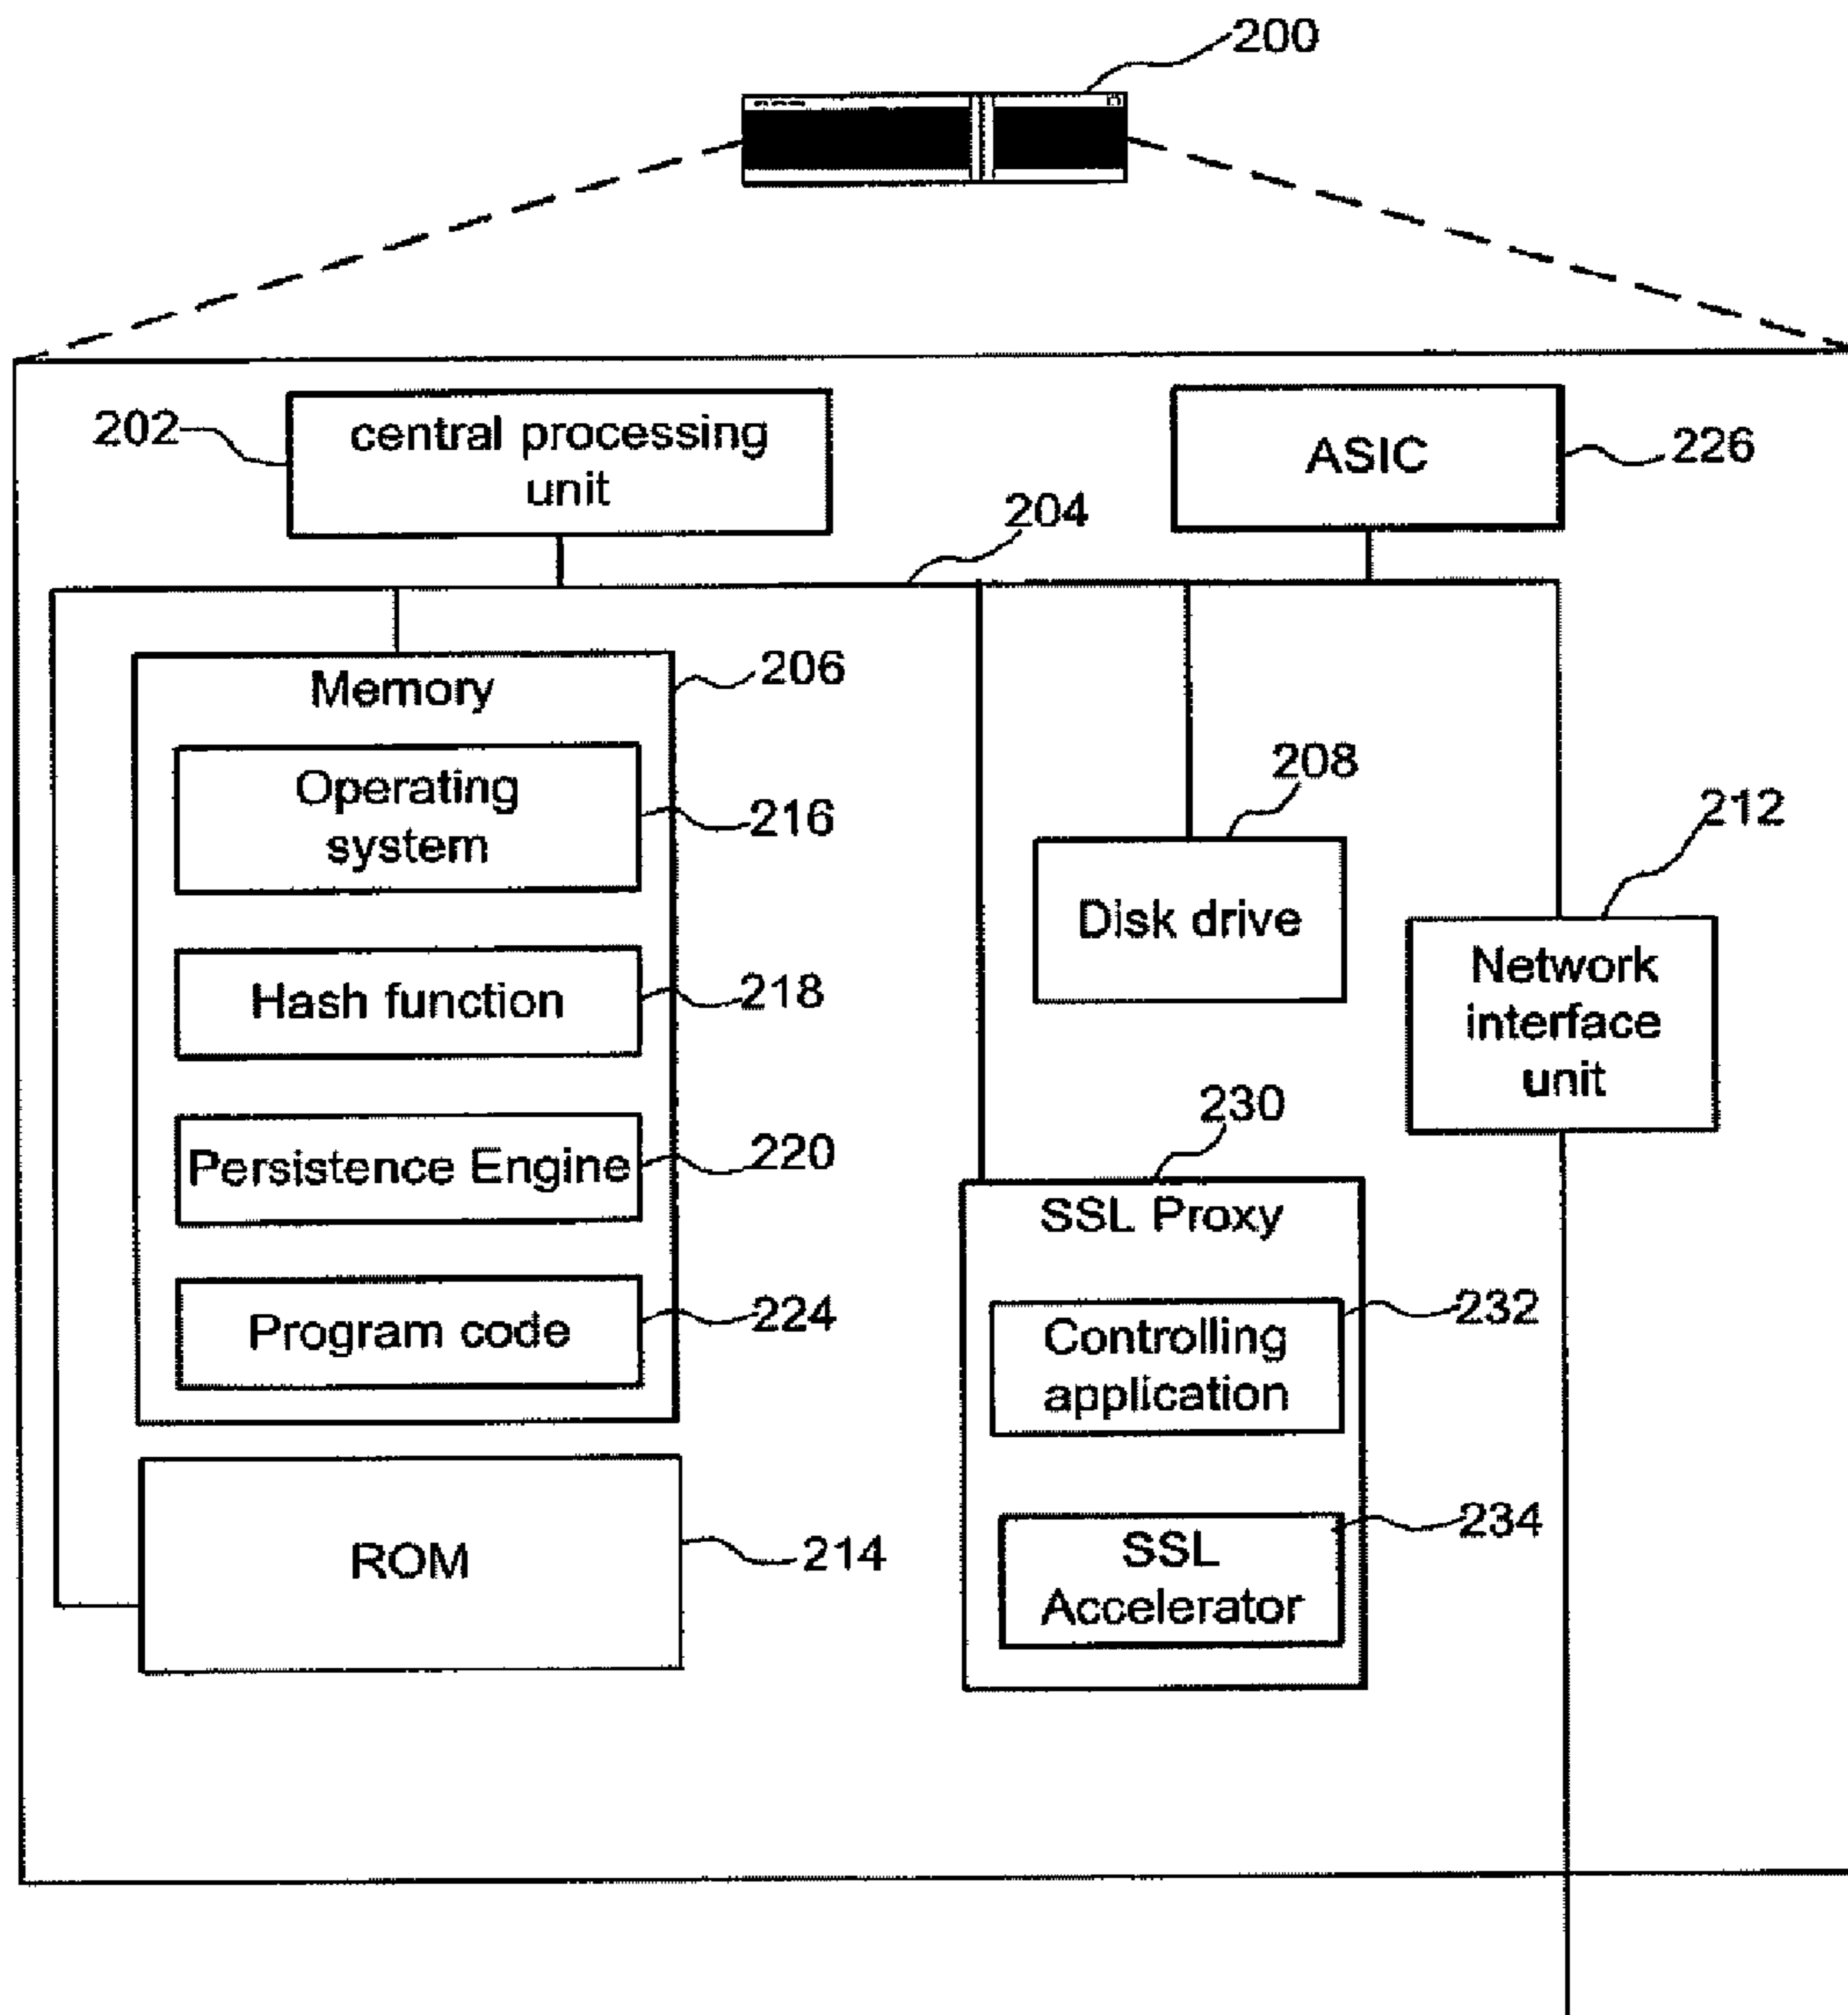 200
202
central processing
unit
ASIC
226
204
Memory
206
Operating
system
216
Hash function
218
Persistence Engine
220
Program code
224
ROM
214
208
Disk drive
212
Network
interface
unit
230
SSL Proxy
Controlling
application
232
SSL
Accelerator
234